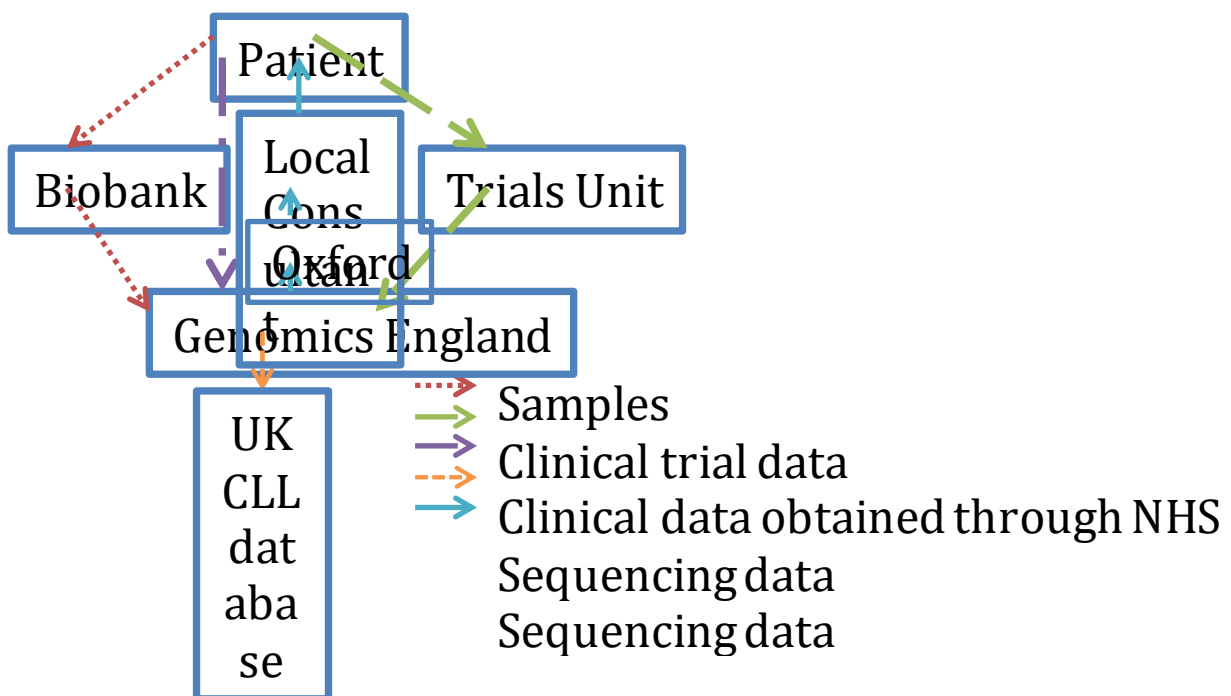 Patient
Local
Cons
ultan
t
Biobank
Trials Unit
Oxford
Genomics England
UK
CLL
dat
aba
se
Samples
Clinical trial data
Clinical data obtained through NHS
Sequencing data
Sequencing data